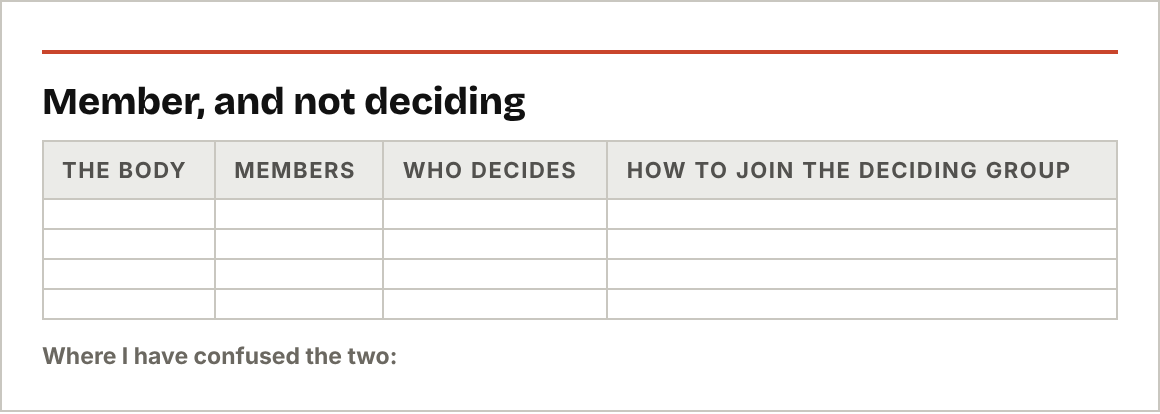 Member, and not deciding
THE BODY MEMBERS WHO DECIDES HOW TO JOIN THE DECIDING GROUP
Where I have confused the two: